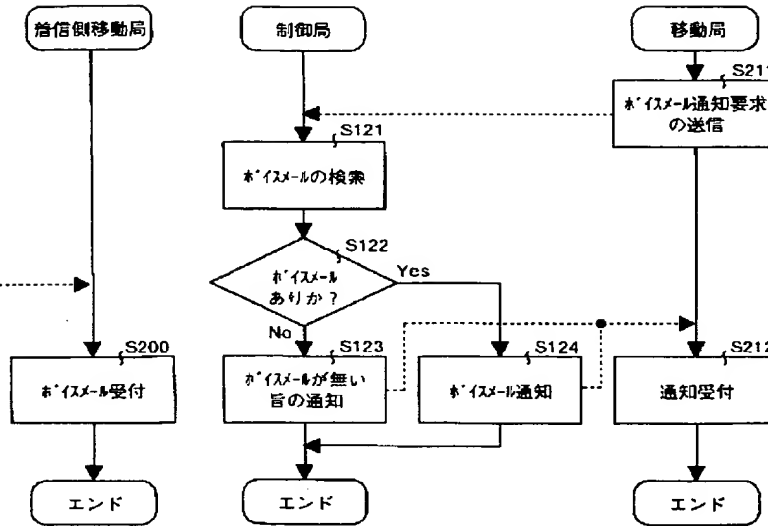 着信側移動局
制御局
移動局
S211
ボイスメール通知要求
の送信
S121
ボイスメールの検索
S122
ボイスメール
ありか?
Yes
No
S200
ボイスメール受付
S123
ボイスメールが無い
旨の通知
S124
ボイスメール通知
S212
通知受付
エンド
エンド
エンド